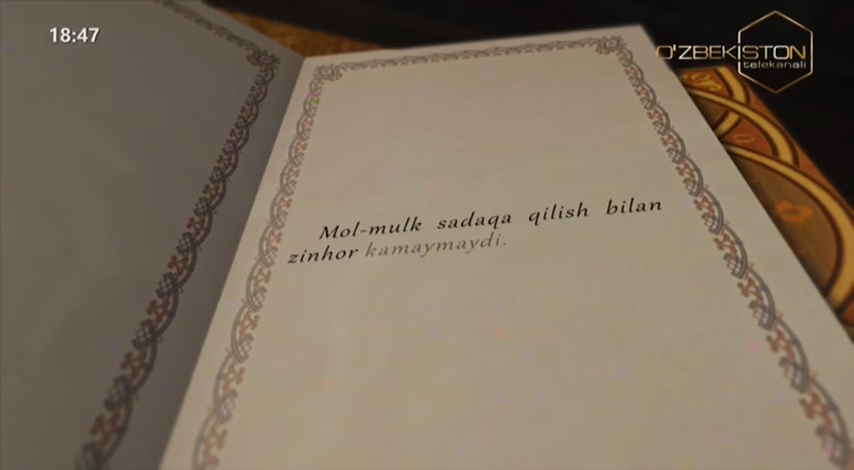 18:47
O'ZBEKISTON
telekanali
Mol-mulk sadaqa qilish bilan
zinhor kamaymaydi.